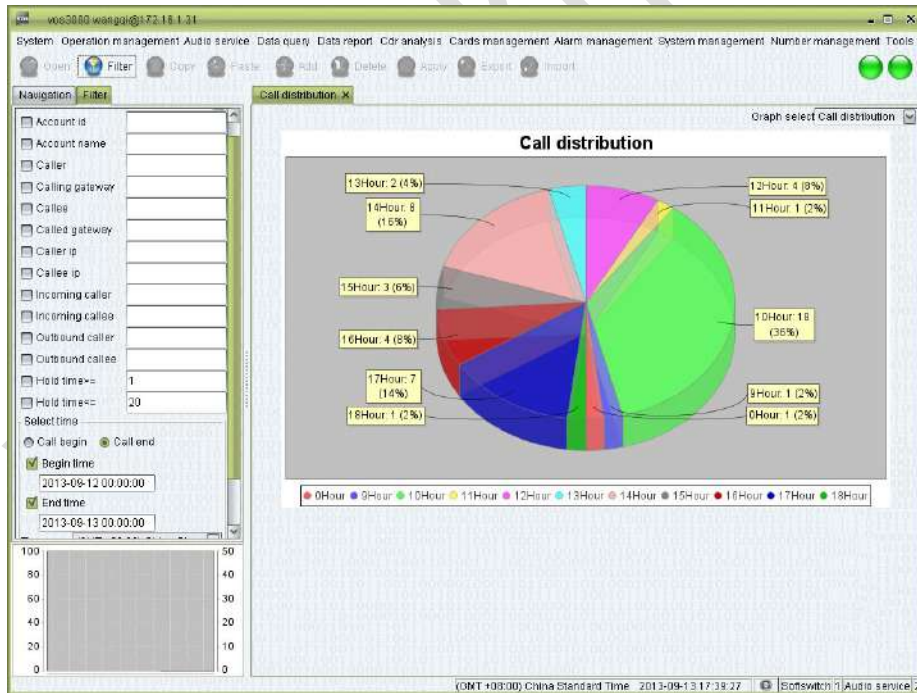 vos3000 wangqi@172.16.1.31
System Operation management Audio service Data query Data report Cdr analysis Cards management Alarm management System management Number management Tools
Open Filter Copy Paste Add Delete Apply Export Import
Navigation Filter
Call distribution ×
Graph select Call distribution
Account id
Account name
Caller
Calling gateway
Callee
Called gateway
Caller ip
Callee ip
Incoming caller
Incoming callee
Outbound caller
Outbound callee
Hold time>= 1
Hold time<= 20
Select time
Call begin Call end
Begin time
2013-09-12 00:00:00
End time
2013-09-13 00:00:00
100 50
80 40
60 30
40 20
20 10
0 0
Call distribution
13Hour: 2 (4%)
12Hour: 4 (8%)
14Hour: 8
(16%)
11Hour: 1 (2%)
15Hour: 3 (6%)
10Hour: 18
(36%)
16Hour: 4 (8%)
17Hour: 7
(14%)
9Hour: 1 (2%)
18Hour: 1 (2%)
0Hour: 1 (2%)
0Hour 9Hour 10Hour 11Hour 12Hour 13Hour 14Hour 15Hour 16Hour 17Hour 18Hour
(GMT +08:00) China Standard Time 2013-09-13 17:39:27 Softswitch 1 Audio service